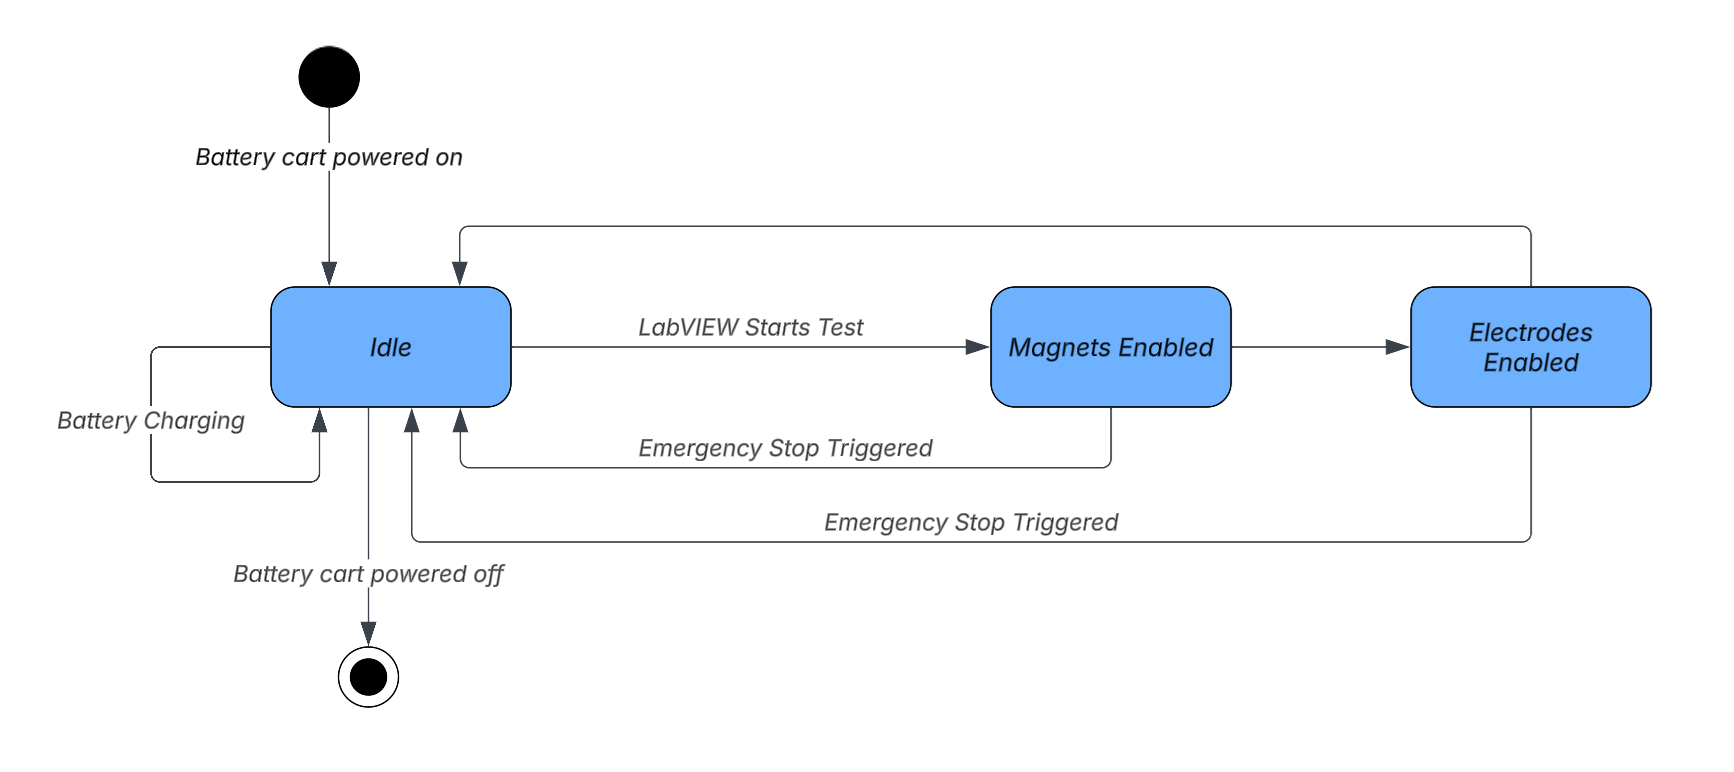 Battery cart powered on
LabVIEW Starts Test
Idle
Magnets Enabled
Electrodes
Enabled
Battery Charging
Emergency Stop Triggered
Emergency Stop Triggered
Battery cart powered off